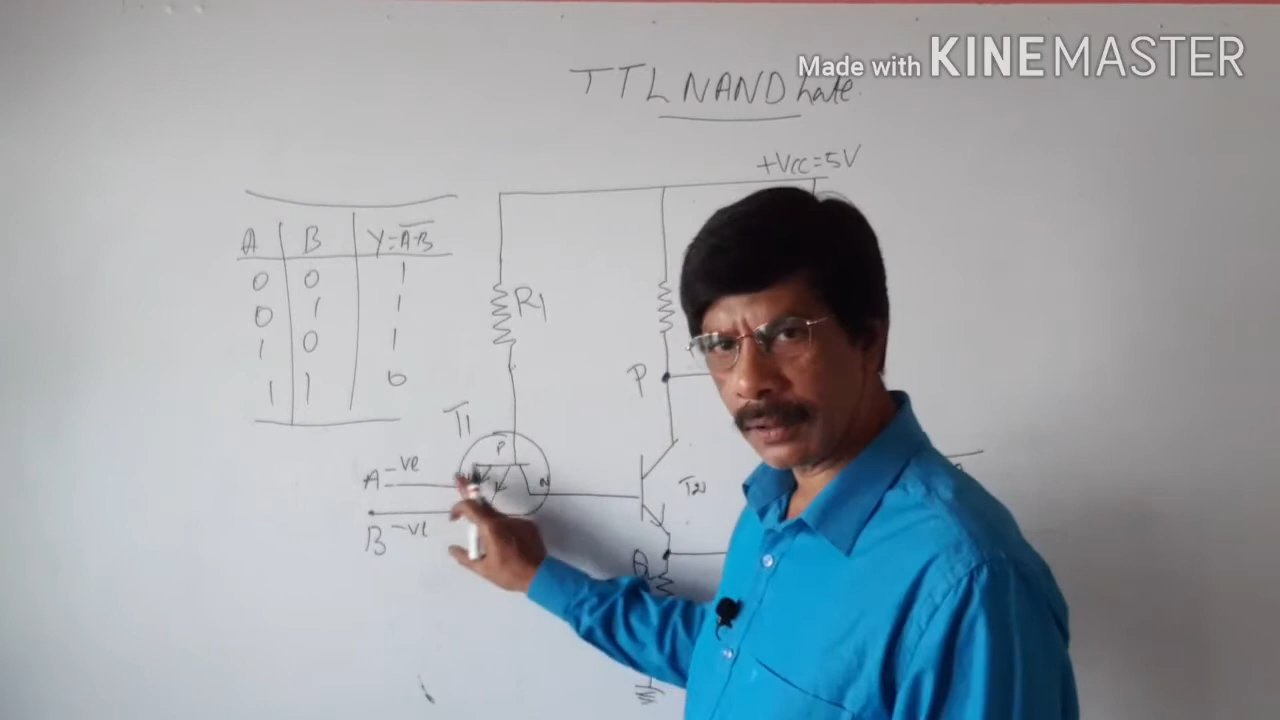 Made with KINEMASTER
TTL NAND Gate.
+Vcc=5V
A B Y=A·B̅
0 0 1
0 1 1
1 0 1
1 1 0
R1
P
T1
P
N
A -ve
B -ve
T2
Q